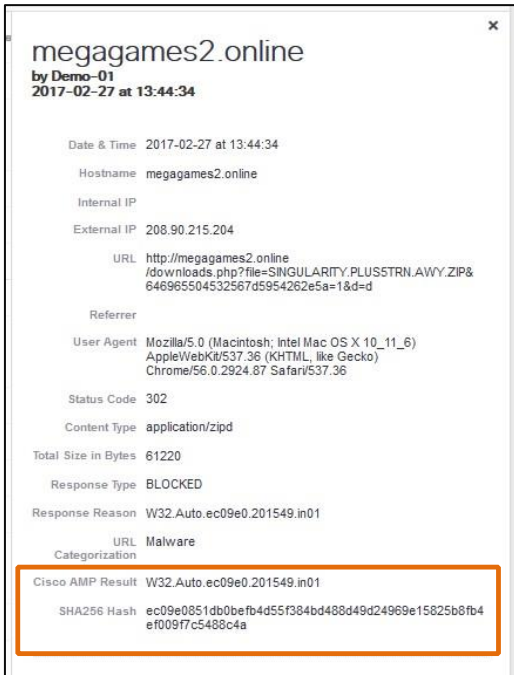 megagames2.online
by Demo-01
2017-02-27 at 13:44:34
Date & Time 2017-02-27 at 13:44:34
Hostname megagames2.online
Internal IP
External IP 208.90.215.204
URL http://megagames2.online
/downloads.php?file=SINGULARITY.PLUS5TRN.AWY.ZIP&
646965504532567d5954262e5a=1&d=d
Referrer
User Agent Mozilla/5.0 (Macintosh; Intel Mac OS X 10_11_6)
AppleWebKit/537.36 (KHTML, like Gecko)
Chrome/56.0.2924.87 Safari/537.36
Status Code 302
Content Type application/zipd
Total Size in Bytes 61220
Response Type BLOCKED
Response Reason W32.Auto.ec09e0.201549.in01
URL Categorization Malware
Cisco AMP Result W32.Auto.ec09e0.201549.in01
SHA256 Hash ec09e0851db0befb4d55f384bd488d49d24969e15825b8fb4
ef009f7c5488c4a